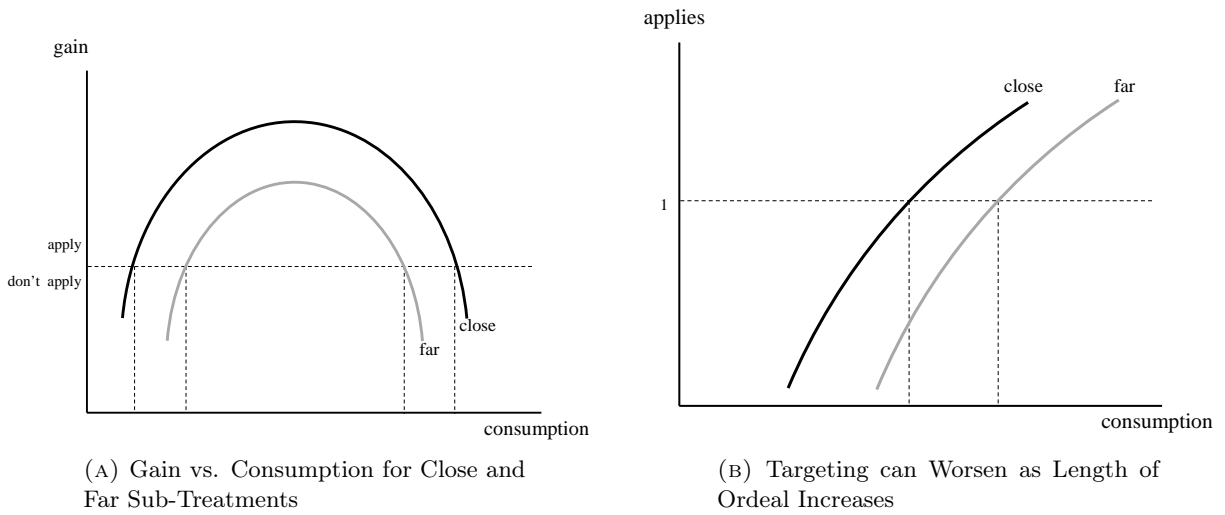 gain
apply
don't apply
close
far
consumption
(A) Gain vs. Consumption for Close and
Far Sub-Treatments
applies
close
far
1
consumption
(B) Targeting can Worsen as Length of
Ordeal Increases